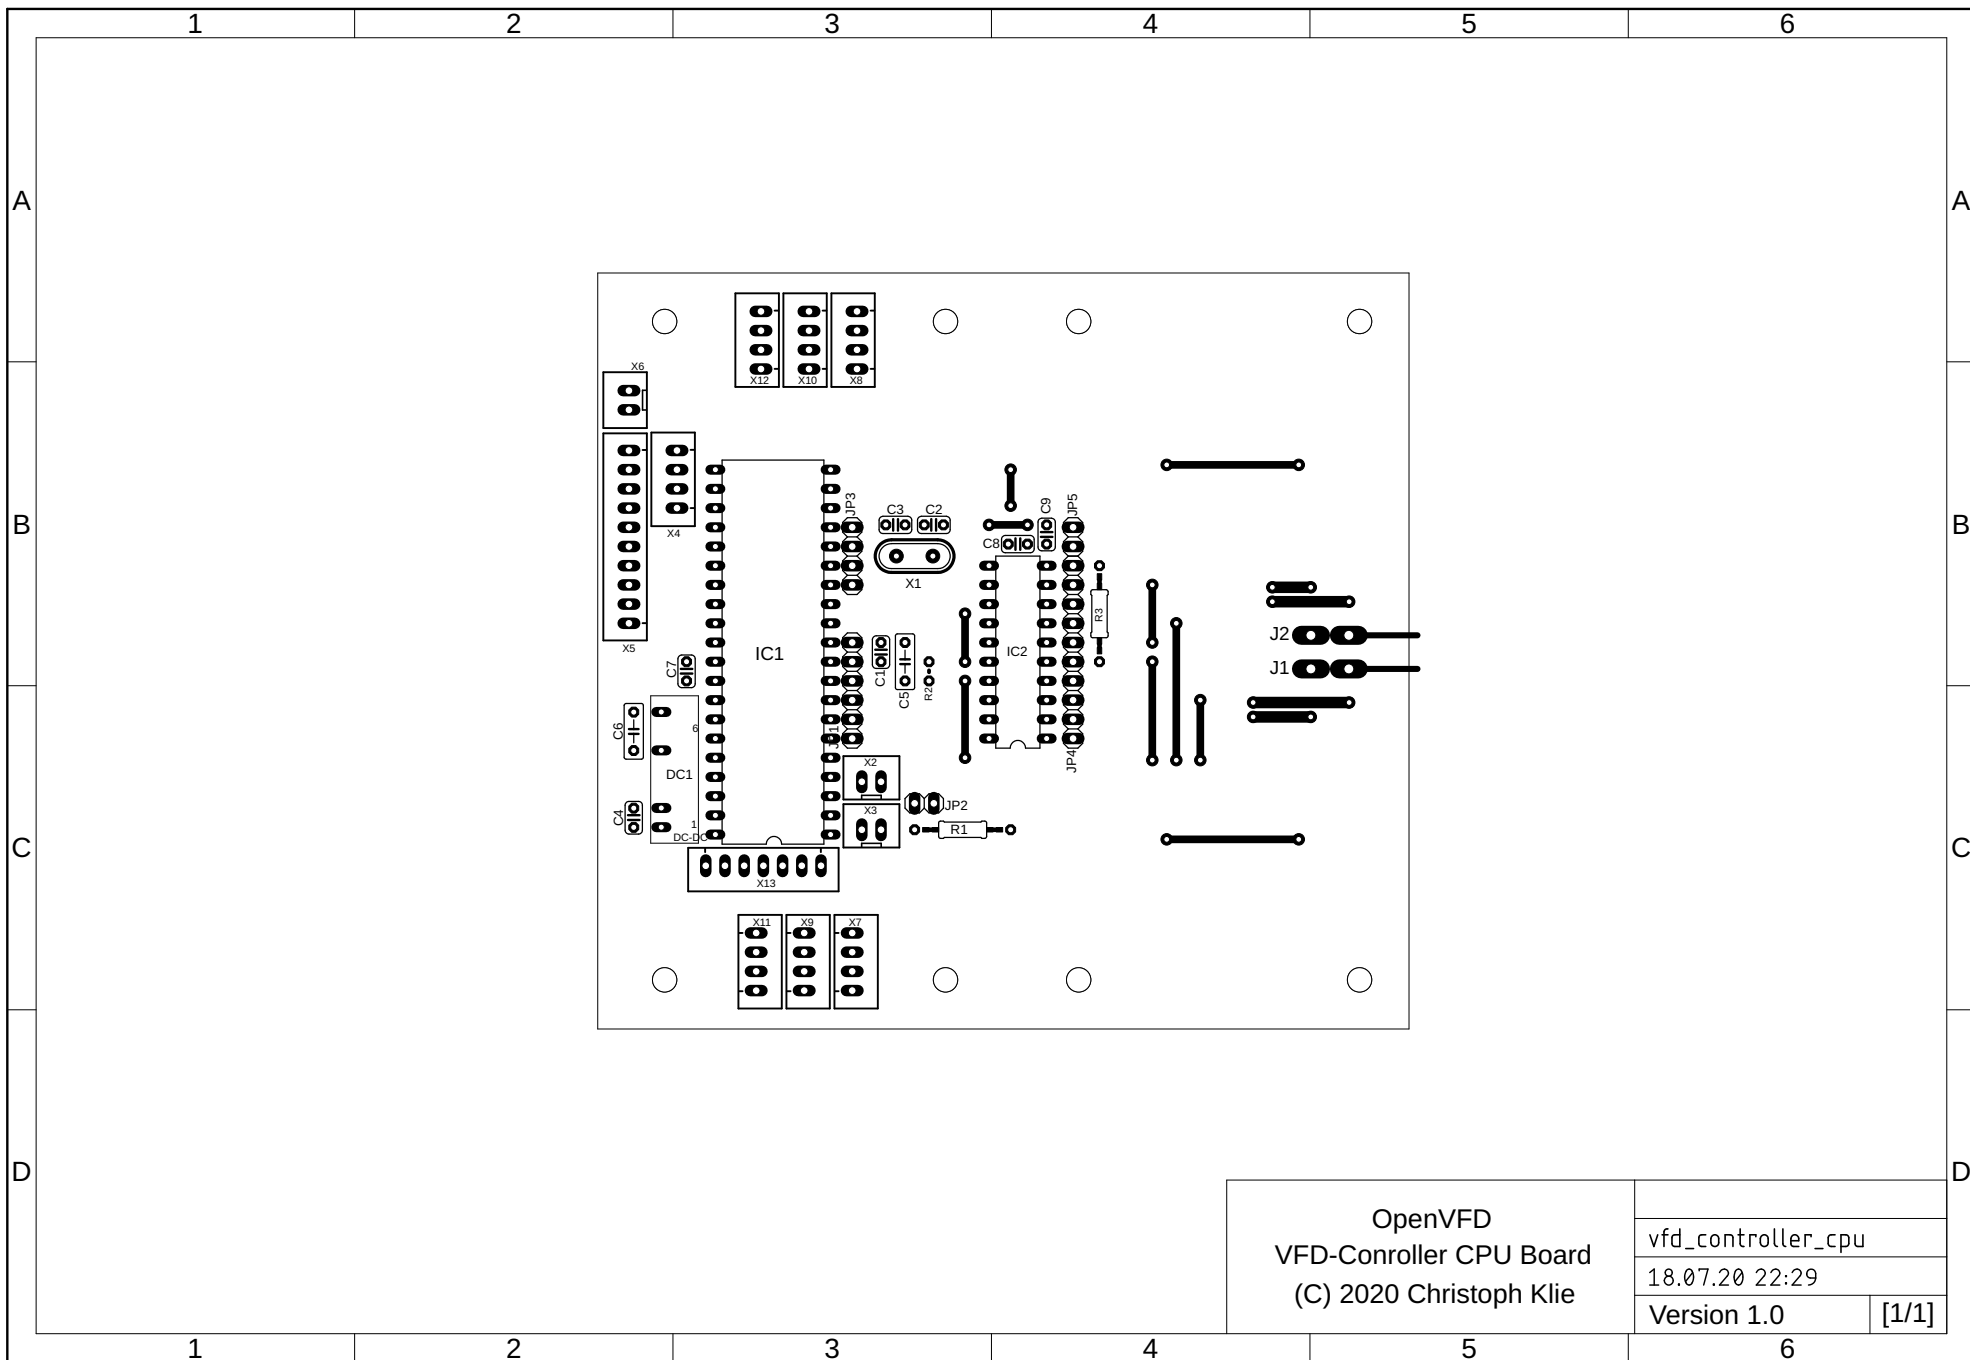 1 2 3 4 5 6
A A
X6
X12 X10 X8
B B
JP3
C3 C2
C9
JP5
X4
C8
X1
R3
J2
X5
IC1
IC2
C7
C1
J1
R2
C5
6
C6
JP1
JP4
X2
DC1
JP2
X3
C4
1
R1
DC-DC
C C
X13
X11 X9 X7
D D
OpenVFD
VFD-Conroller CPU Board
(C) 2020 Christoph Klie
vfd_controller_cpu
18.07.20 22:29
Version 1.0 [1/1]
1 2 3 4 5 6